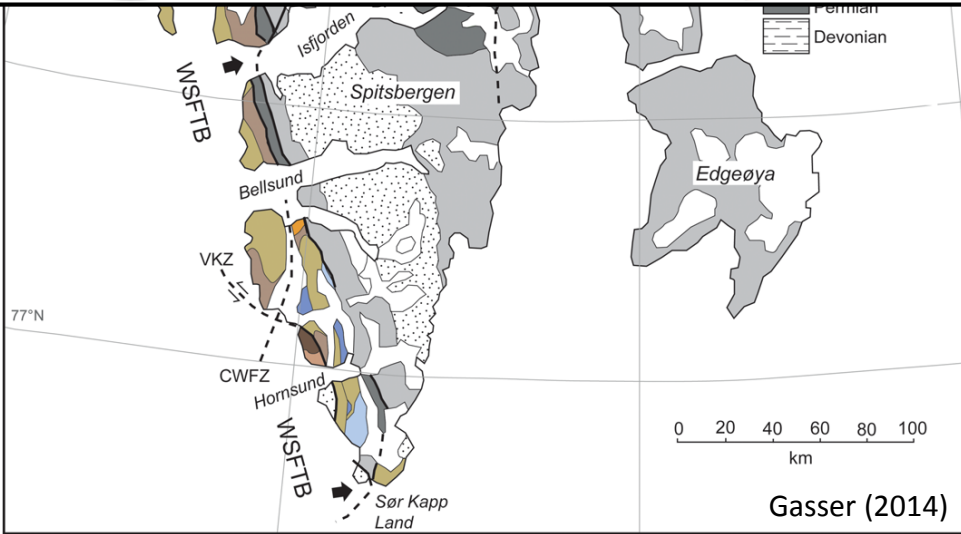 Permian
Devonian
Isfjorden
WSFTB
Spitsbergen
Edgeøya
Bellsund
VKZ
77°N
CWFZ
Hornsund
WSFTB
0 20 40 60 80 100
km
Sør Kapp
Land
Gasser (2014)